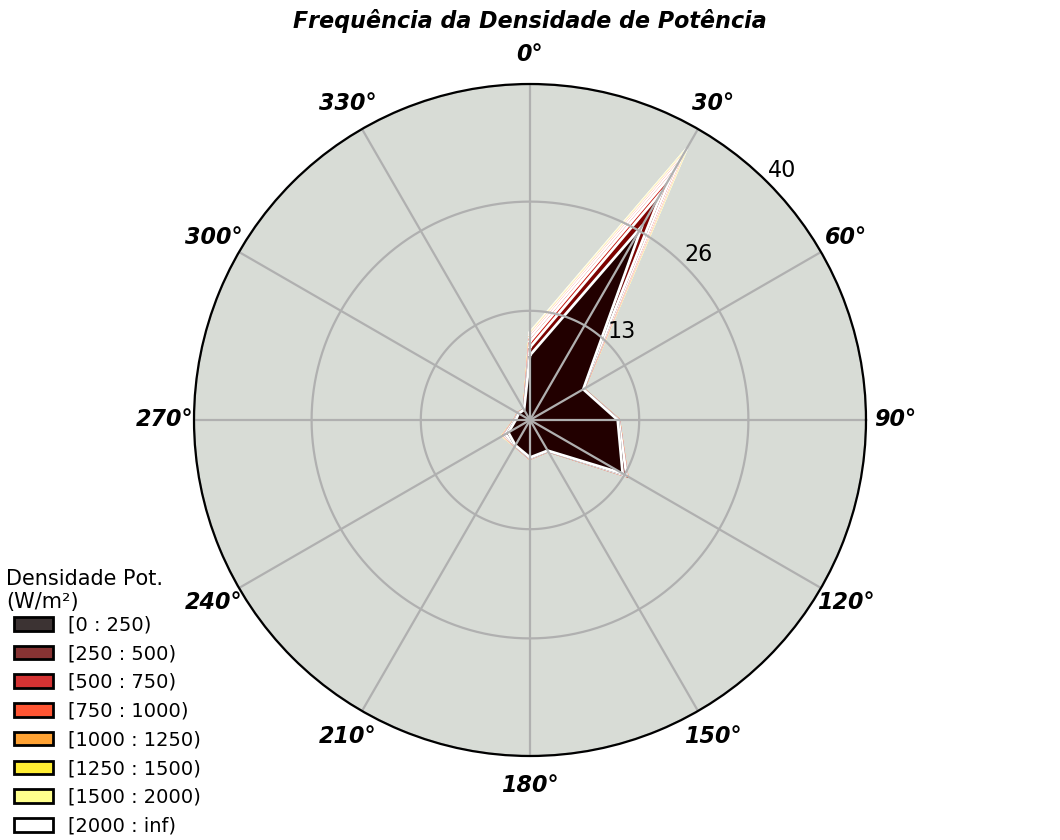 Frequência da Densidade de Potência
0°
330°
30°
40
300°
60°
26
13
270°
90°
Densidade Pot.
(W/m²)
240°
120°
[0 : 250)
[250 : 500)
[500 : 750)
[750 : 1000)
210°
150°
[1000 : 1250)
[1250 : 1500)
180°
[1500 : 2000)
[2000 : inf)